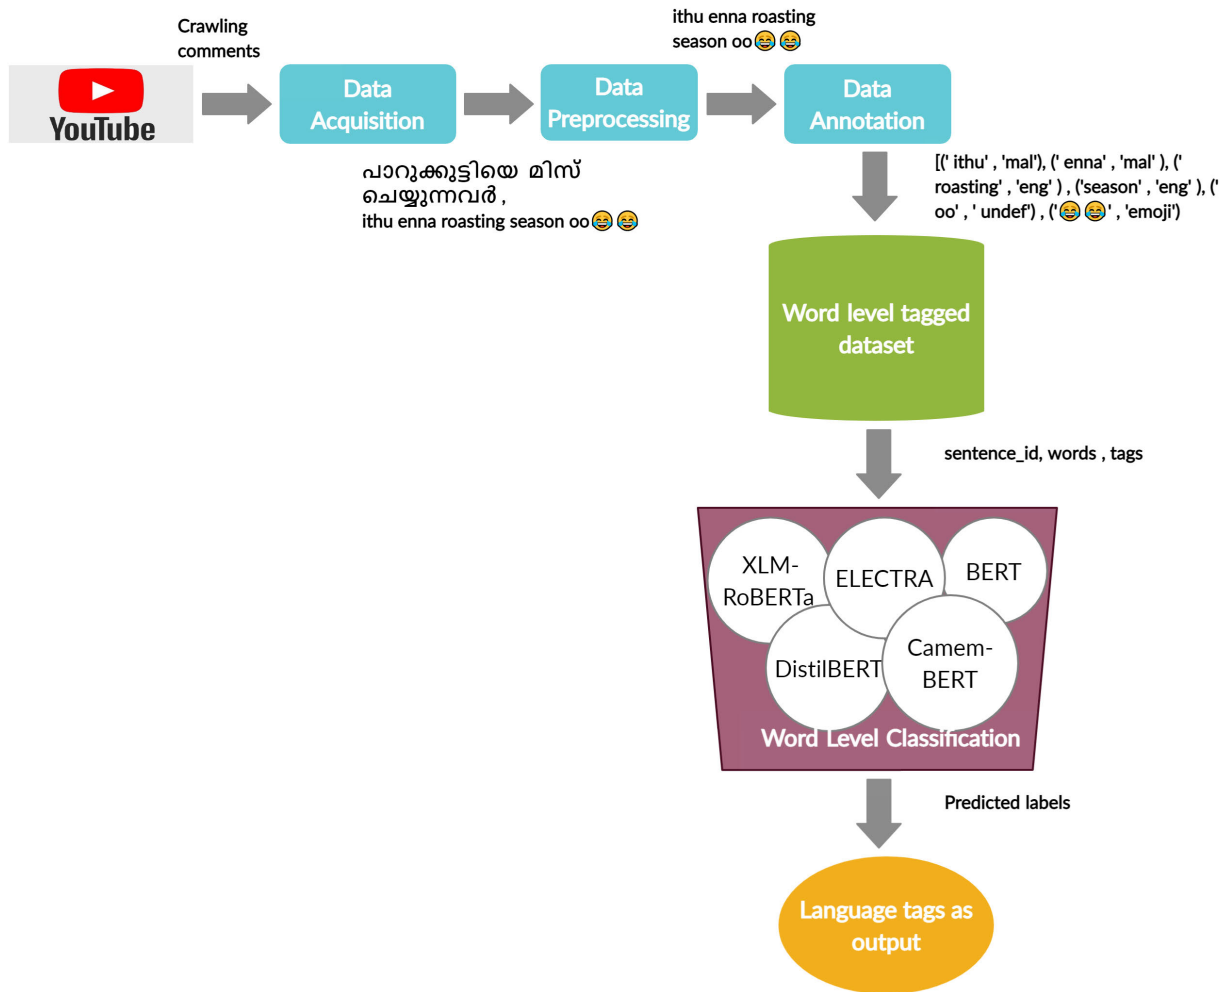 Crawling
comments
YouTube
Data
Acquisition
പാറുക്കുട്ടിയെ മിസ്
ചെയ്യുന്നവർ ,
ithu enna roasting season oo😂😂
Data
Preprocessing
ithu enna roasting
season oo😂😂
Data
Annotation
[(' ithu' , 'mal'), (' enna' , 'mal' ), ('
roasting' , 'eng' ) , ('season' , 'eng' ), ('
oo' , ' undef') , ('😂😂' , 'emoji')
Word level tagged
dataset
sentence_id, words , tags
XLM-
RoBERTa
ELECTRA
BERT
DistilBERT
Camem-
BERT
Word Level Classification
Predicted labels
Language tags as
output